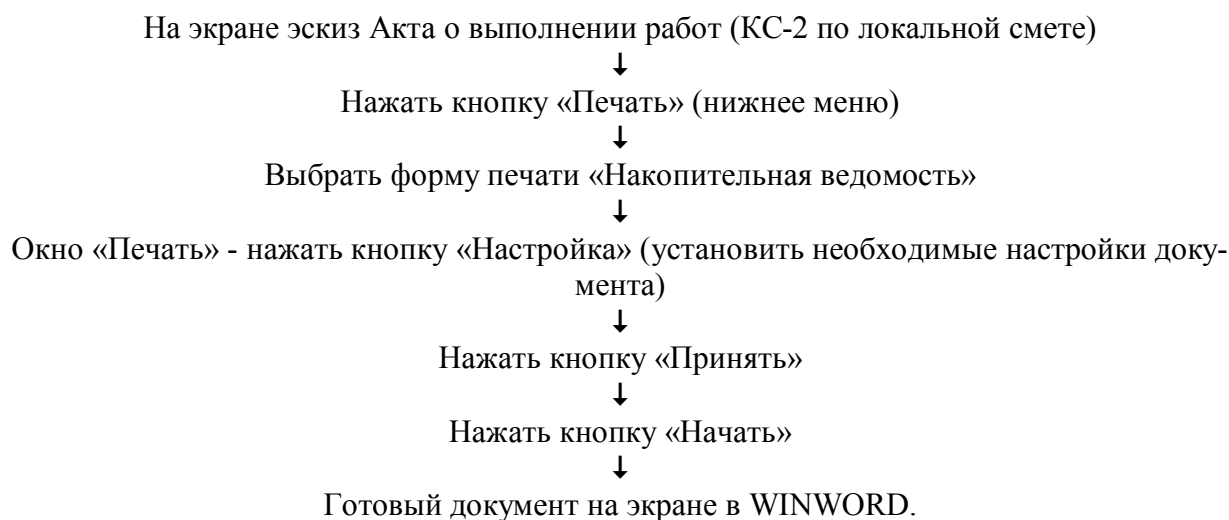 На экране эскиз Акта о выполнении работ (КС-2 по локальной смете)
↓
Нажать кнопку «Печать» (нижнее меню)
↓
Выбрать форму печати «Накопительная ведомость»
↓
Окно «Печать» - нажать кнопку «Настройка» (установить необходимые настройки доку-
мента)
↓
Нажать кнопку «Принять»
↓
Нажать кнопку «Начать»
↓
Готовый документ на экране в WINWORD.